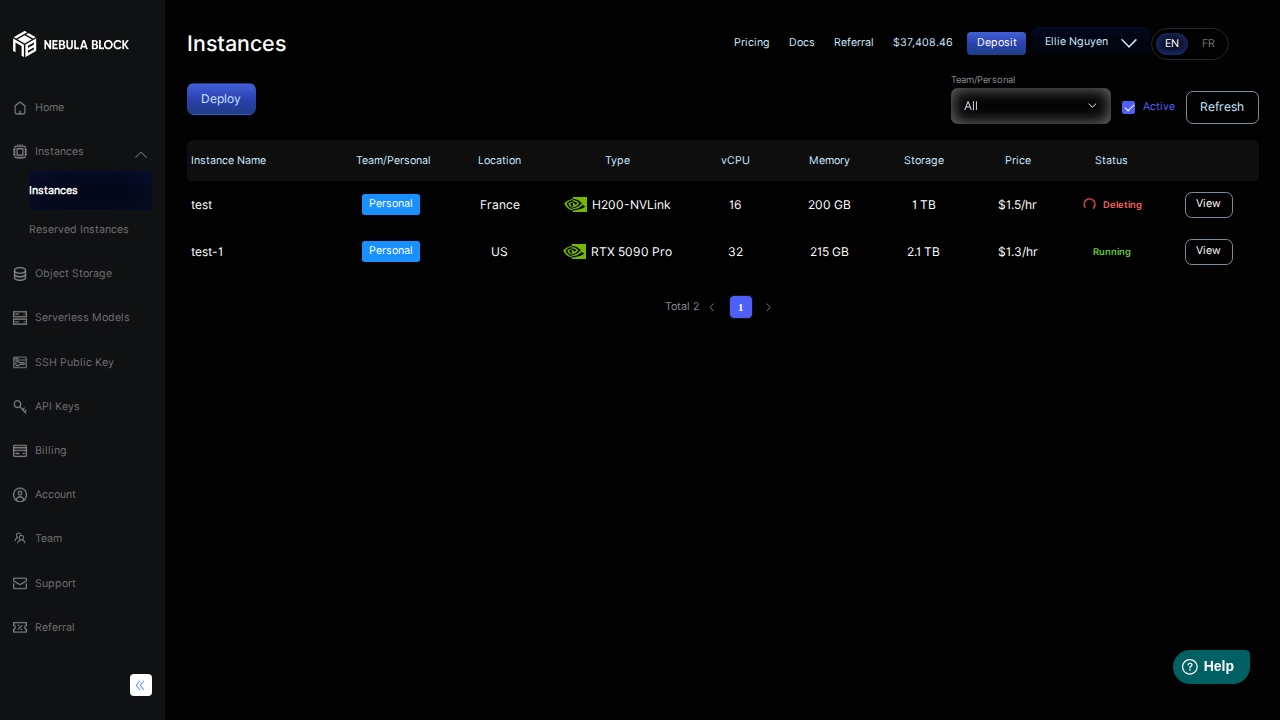 NEBULA BLOCK
Instances
Pricing Docs Referral $37,408.46 Deposit Ellie Nguyen EN FR
Team/Personal
Deploy
All
Active
Refresh
Home
Instances
Instances
Reserved Instances
Object Storage
Serverless Models
SSH Public Key
API Keys
Billing
Account
Team
Support
Referral
Instance Name Team/Personal Location Type vCPU Memory Storage Price Status
test Personal France H200-NVLink 16 200 GB 1 TB $1.5/hr Deleting View
test-1 Personal US RTX 5090 Pro 32 215 GB 2.1 TB $1.3/hr Running View
Total 2 1
Help